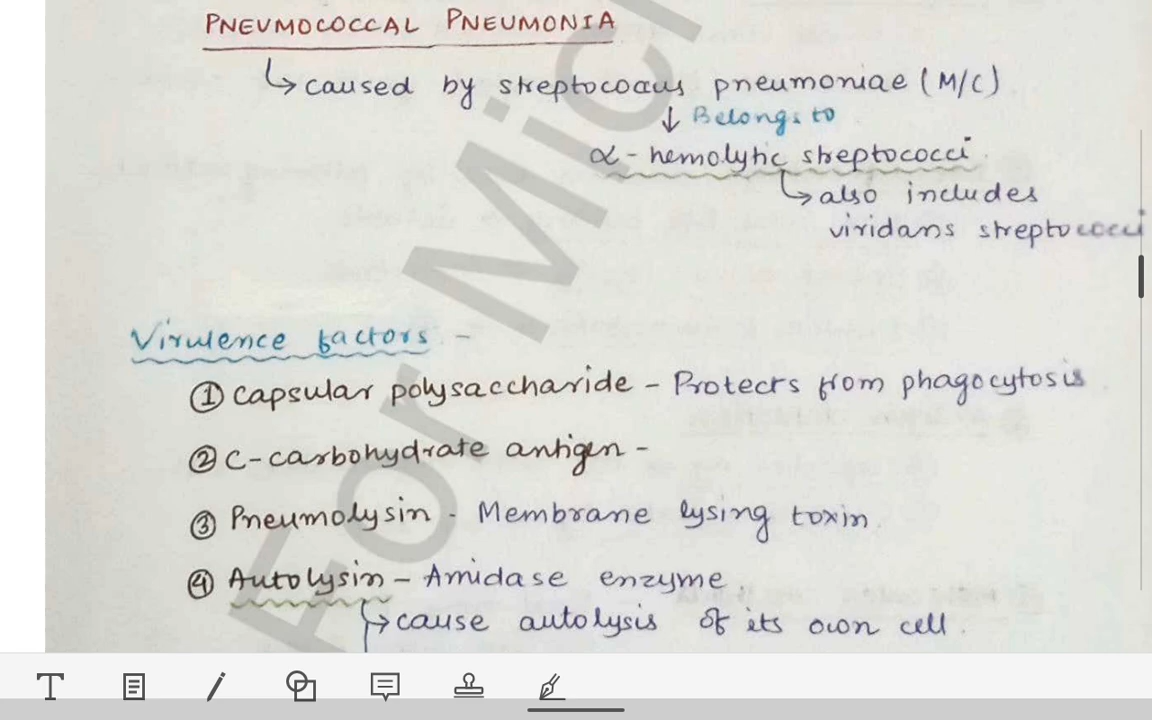 PNEUMOCOCCAL PNEUMONIA
↳ caused by streptococcus pneumoniae (M/C)
↓ Belongs to
α - hemolytic streptococci
↳ also includes
viridans streptococci
Virulence factors -
① Capsular polysaccharide - Protects from phagocytosis
② C-carbohydrate antigen -
③ Pneumolysin - Membrane lysing toxin
④ Autolysin - Amidase enzyme
↳ cause autolysis of its own cell.
For Mic
T